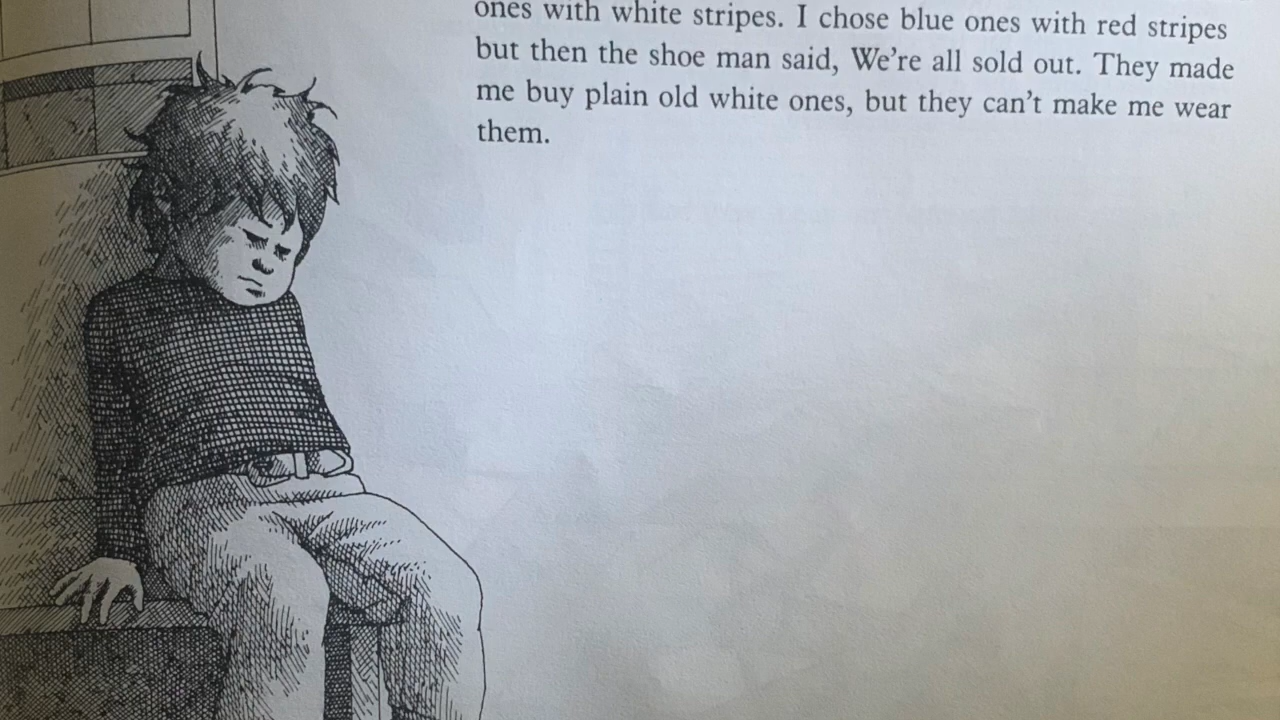 ones with white stripes. I chose blue ones with red stripes
but then the shoe man said, We're all sold out. They made
me buy plain old white ones, but they can't make me wear
them.